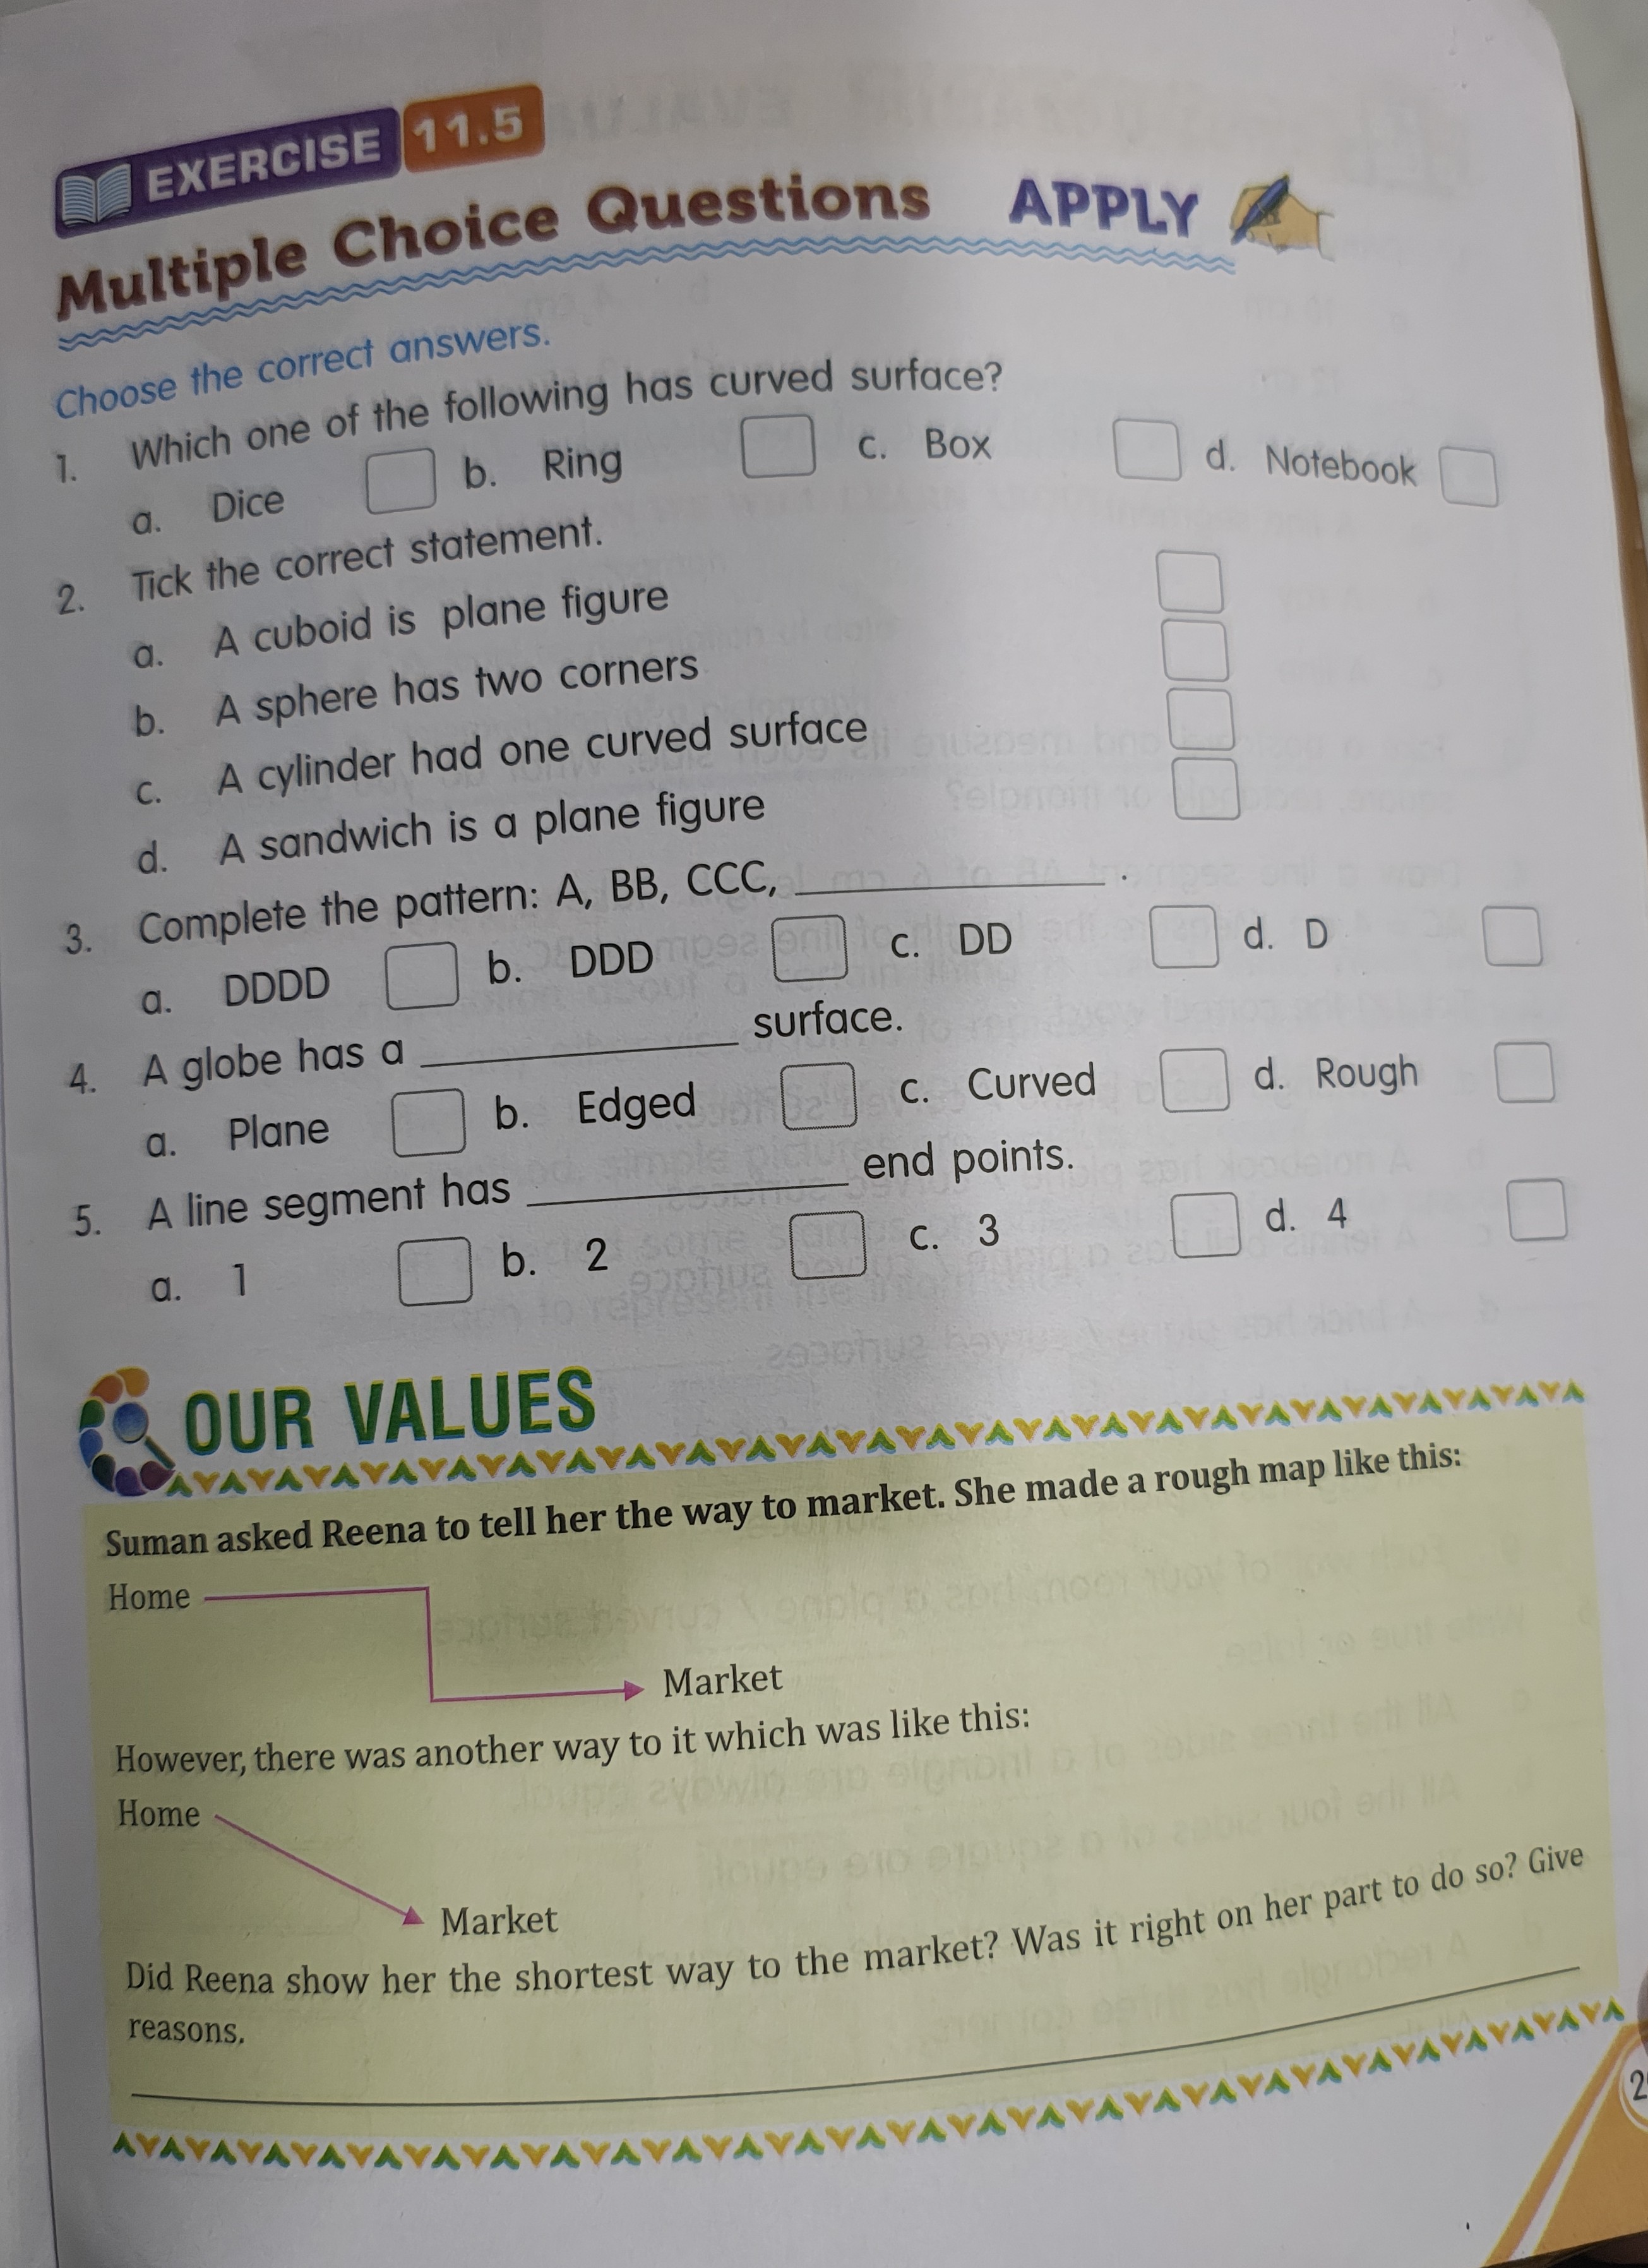 EXERCISE 11.5
Multiple Choice Questions APPLY
Choose the correct answers.
1. Which one of the following has curved surface?
a. Dice b. Ring c. Box d. Notebook
2. Tick the correct statement.
a. A cuboid is plane figure
b. A sphere has two corners
c. A cylinder had one curved surface
d. A sandwich is a plane figure
3. Complete the pattern: A, BB, CCC, ____________.
a. DDDD b. DDD c. DD d. D
4. A globe has a ____________ surface.
a. Plane b. Edged c. Curved d. Rough
5. A line segment has ____________ end points.
a. 1 b. 2 c. 3 d. 4
OUR VALUES
Suman asked Reena to tell her the way to market. She made a rough map like this:
Home
Market
However, there was another way to it which was like this:
Home
Market
Did Reena show her the shortest way to the market? Was it right on her part to do so? Give
reasons.